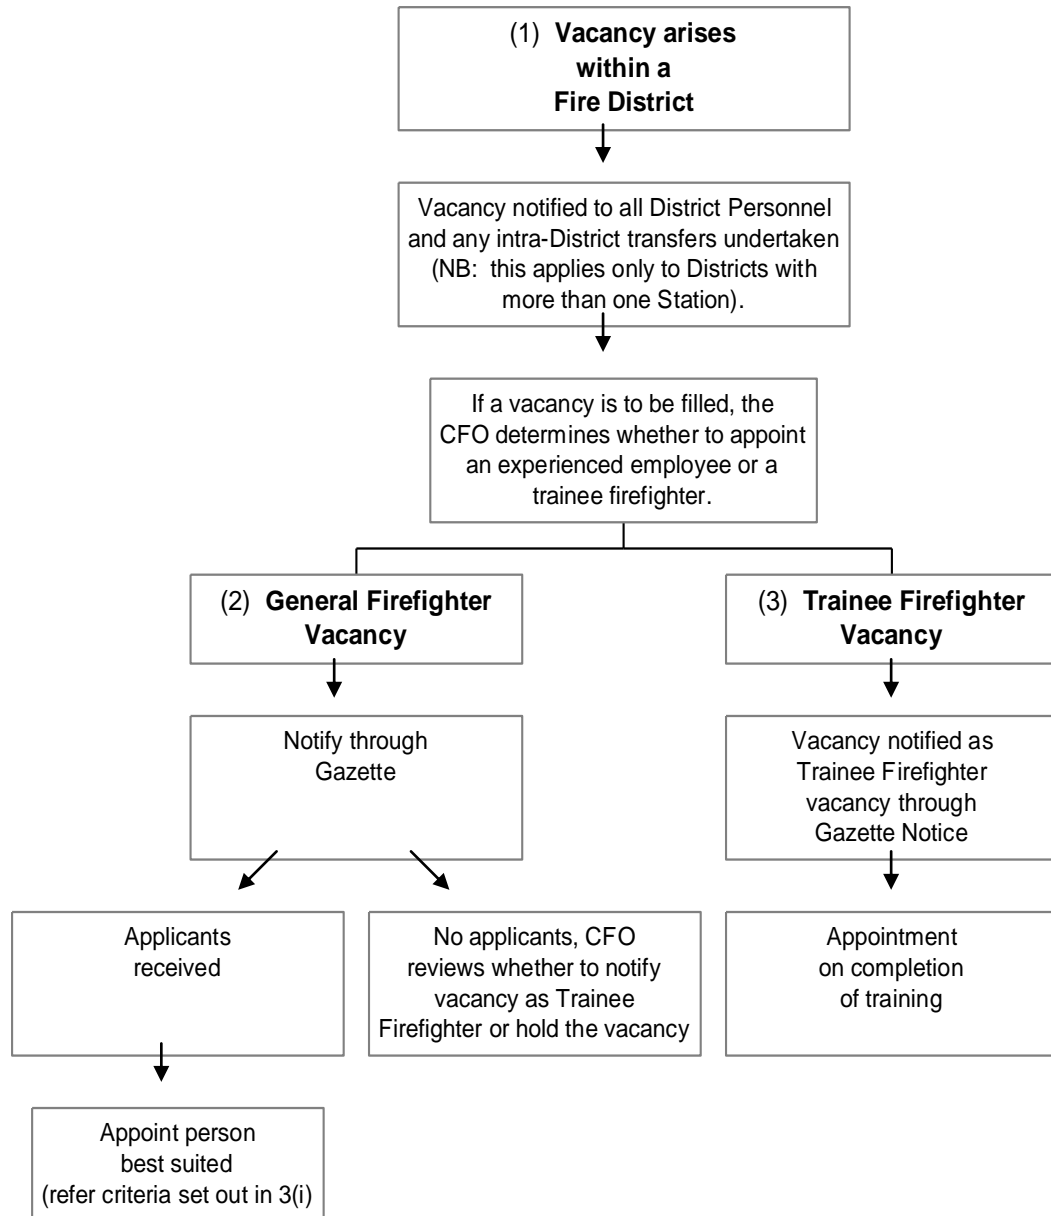 (1) Vacancy arises
within a
Fire District
Vacancy notified to all District Personnel
and any intra-District transfers undertaken
(NB: this applies only to Districts with
more than one Station).
If a vacancy is to be filled, the
CFO determines whether to appoint
an experienced employee or a
trainee firefighter.
(2) General Firefighter
Vacancy
(3) Trainee Firefighter
Vacancy
Notify through
Gazette
Vacancy notified as
Trainee Firefighter
vacancy through
Gazette Notice
Applicants
received
No applicants, CFO
reviews whether to notify
vacancy as Trainee
Firefighter or hold the vacancy
Appointment
on completion
of training
Appoint person
best suited
(refer criteria set out in 3(i)